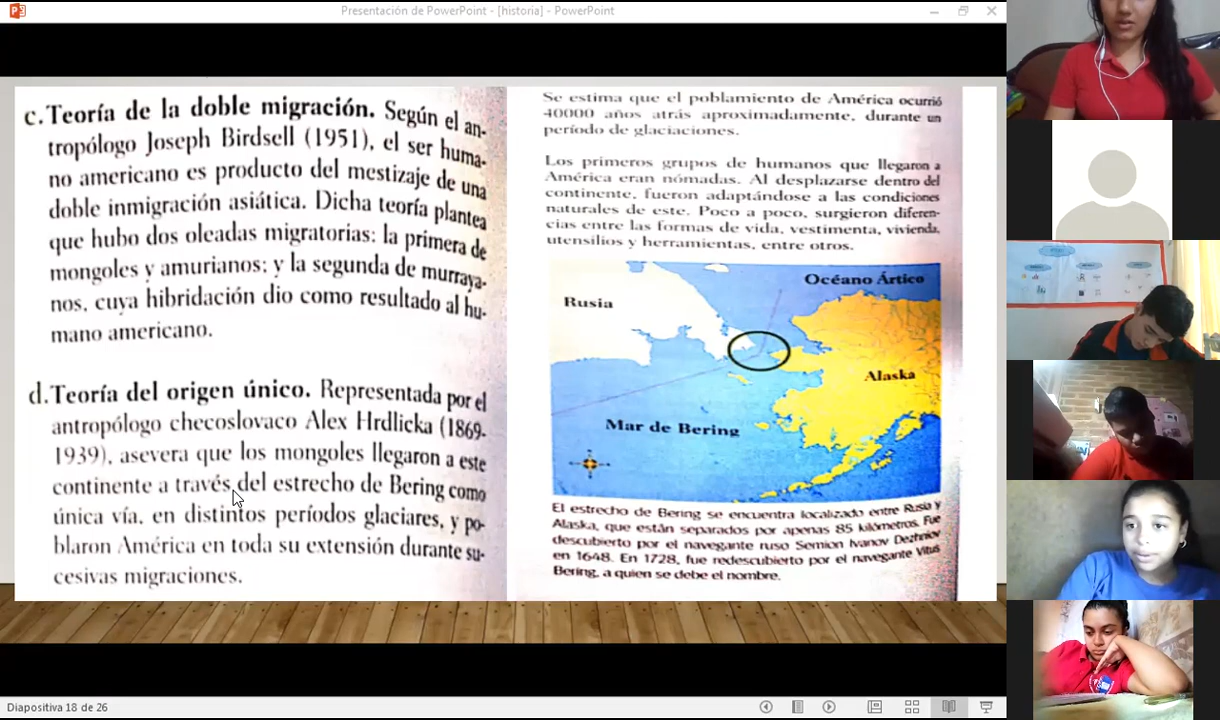 Presentación de PowerPoint - [historia] - PowerPoint
c. Teoría de la doble migración. Según el an-
tropólogo Joseph Birdsell (1951), el ser huma-
no americano es producto del mestizaje de una
doble inmigración asiática. Dicha teoría plantea
que hubo dos oleadas migratorias: la primera de
mongoles y amurianos; y la segunda de murraya-
nos, cuya hibridación dio como resultado al hu-
mano americano.
d. Teoría del origen único. Representada por el
antropólogo checoslovaco Alex Hrdlicka (1869-
1939), asevera que los mongoles llegaron a este
continente a través del estrecho de Bering como
única vía, en distintos períodos glaciares, y po-
blaron América en toda su extensión durante su-
cesivas migraciones.
Se estima que el poblamiento de América ocurrió
40000 años atrás aproximadamente, durante un
período de glaciaciones.
Los primeros grupos de humanos que llegaron a
América eran nómadas. Al desplazarse dentro del
continente, fueron adaptándose a las condiciones
naturales de este. Poco a poco, surgieron diferen-
cias entre las formas de vida, vestimenta, vivienda,
utensilios y herramientas, entre otros.
Océano Ártico
Rusia
Alaska
Mar de Bering
El estrecho de Bering se encuentra localizado entre Rusia y
Alaska, que están separados por apenas 85 kilómetros. Fue
descubierto por el navegante ruso Semion Ivanov Dezhniov
en 1648. En 1728, fue redescubierto por el navegante Vitus
Bering, a quien se debe el nombre.
Diapositiva 18 de 26